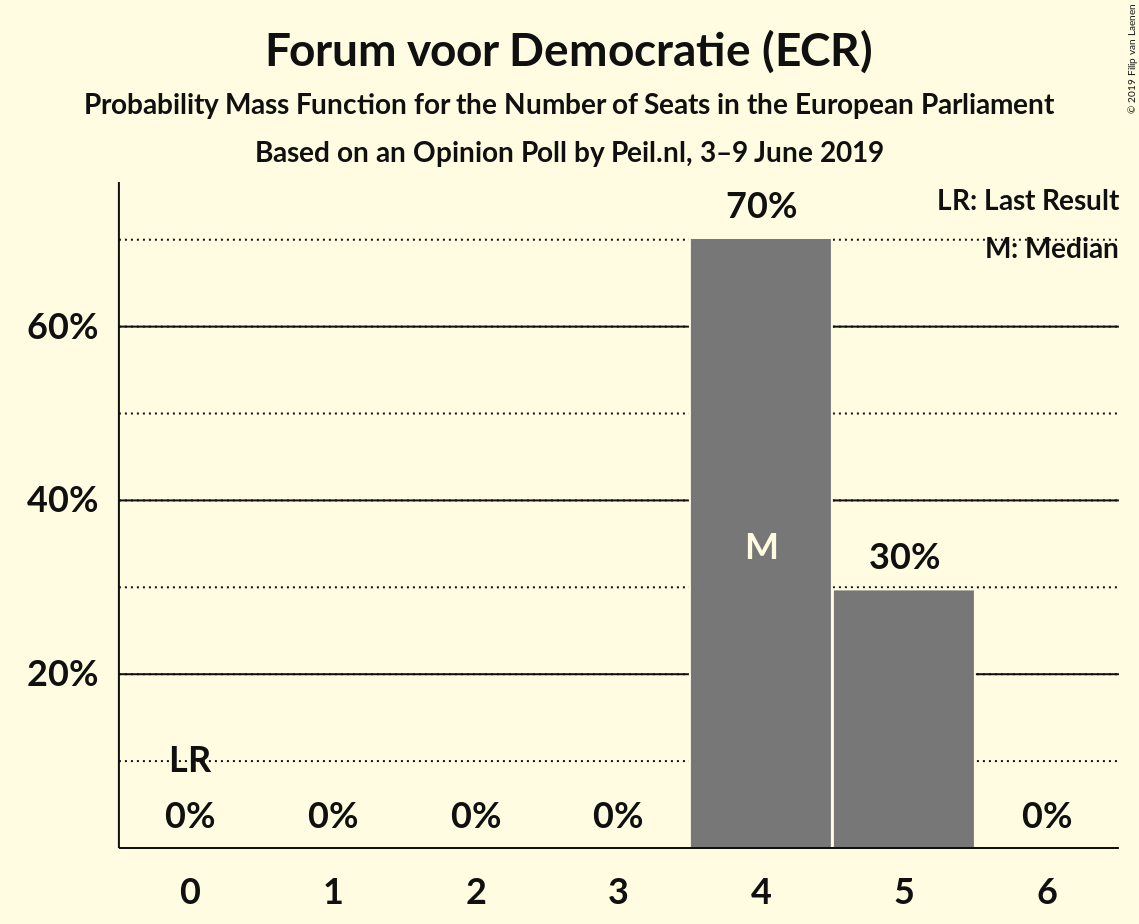 Forum voor Democratie (ECR)
Probability Mass Function for the Number of Seats in the European Parliament
Based on an Opinion Poll by Peil.nl, 3–9 June 2019
© 2019 Filip van Laenen
LR: Last Result
M: Median
70%
60%
40%
M
30%
20%
LR
0% 0% 0% 0% 0%
0 1 2 3 4 5 6